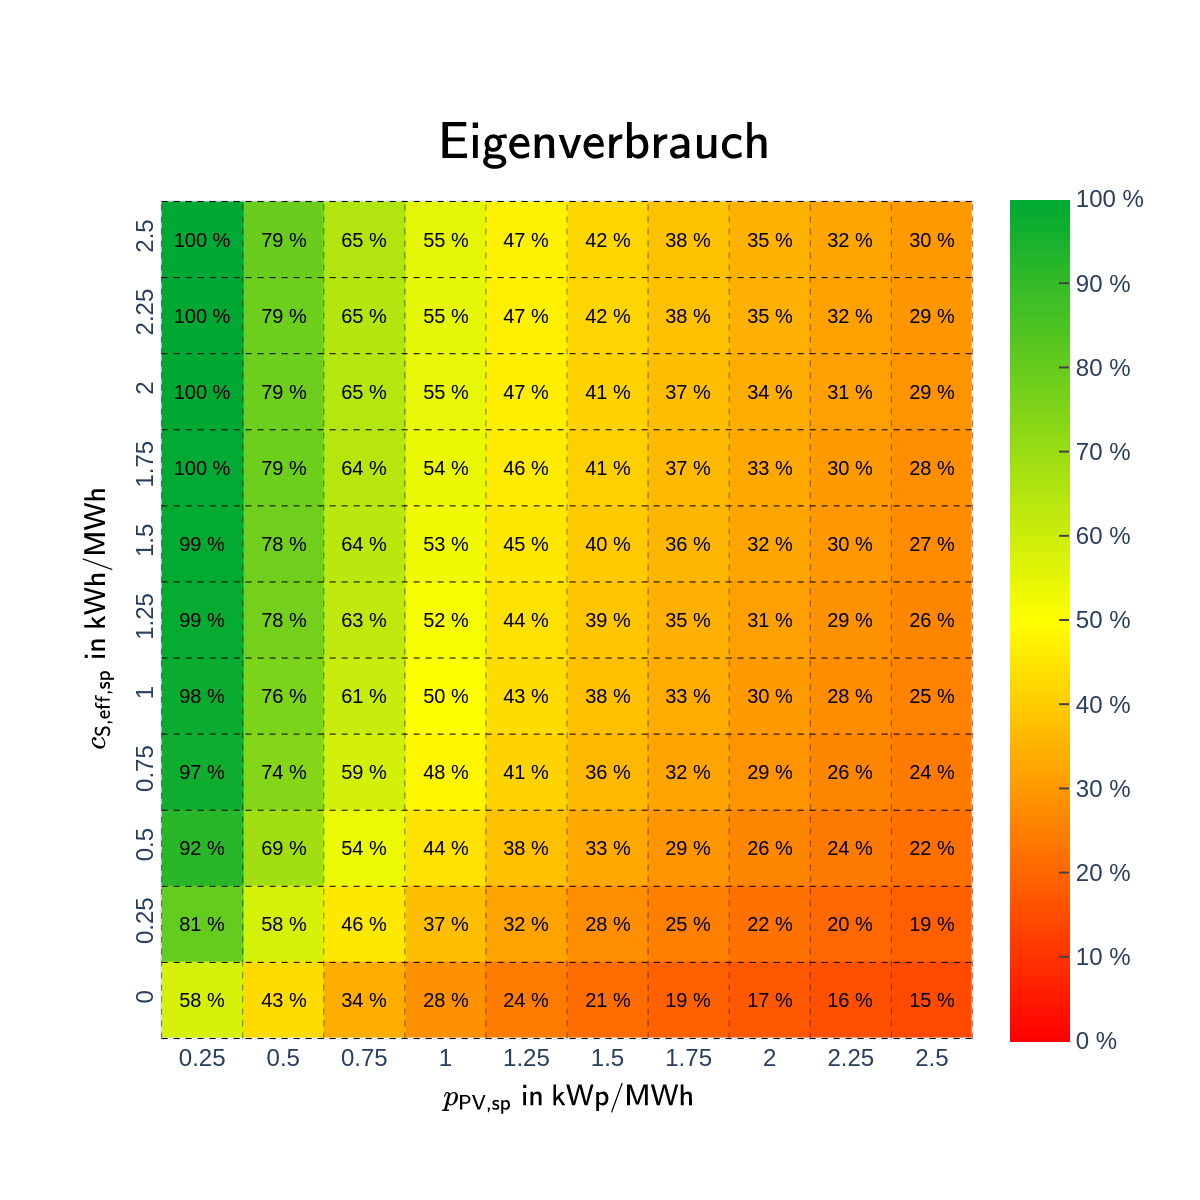 Eigenverbrauch
100 %
2.5 100 % 79 % 65 % 55 % 47 % 42 % 38 % 35 % 32 % 30 %
90 %
2.25 100 % 79 % 65 % 55 % 47 % 42 % 38 % 35 % 32 % 29 %
80 %
2 100 % 79 % 65 % 55 % 47 % 41 % 37 % 34 % 31 % 29 %
70 %
1.75 100 % 79 % 64 % 54 % 46 % 41 % 37 % 33 % 30 % 28 %
60 %
1.5 99 % 78 % 64 % 53 % 45 % 40 % 36 % 32 % 30 % 27 %
50 %
1.25 99 % 78 % 63 % 52 % 44 % 39 % 35 % 31 % 29 % 26 %
c_S,eff,sp in kWh/MWh
1 98 % 76 % 61 % 50 % 43 % 38 % 33 % 30 % 28 % 25 %
40 %
0.75 97 % 74 % 59 % 48 % 41 % 36 % 32 % 29 % 26 % 24 %
30 %
0.5 92 % 69 % 54 % 44 % 38 % 33 % 29 % 26 % 24 % 22 %
20 %
0.25 81 % 58 % 46 % 37 % 32 % 28 % 25 % 22 % 20 % 19 %
10 %
0 58 % 43 % 34 % 28 % 24 % 21 % 19 % 17 % 16 % 15 %
0 %
0.25 0.5 0.75 1 1.25 1.5 1.75 2 2.25 2.5
p_PV,sp in kWp/MWh